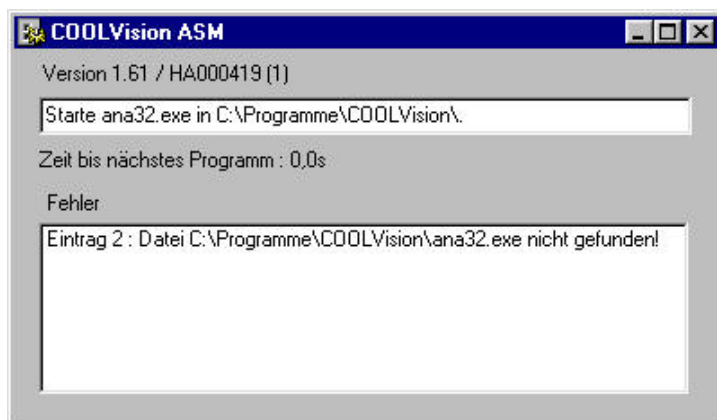 COOLVision ASM
Version 1.61 / HA000419 (1)
Starte ana32.exe in C:\Programme\COOLVision\.
Zeit bis nächstes Programm : 0,0s
Fehler
Eintrag 2 : Datei C:\Programme\COOLVision\ana32.exe nicht gefunden!